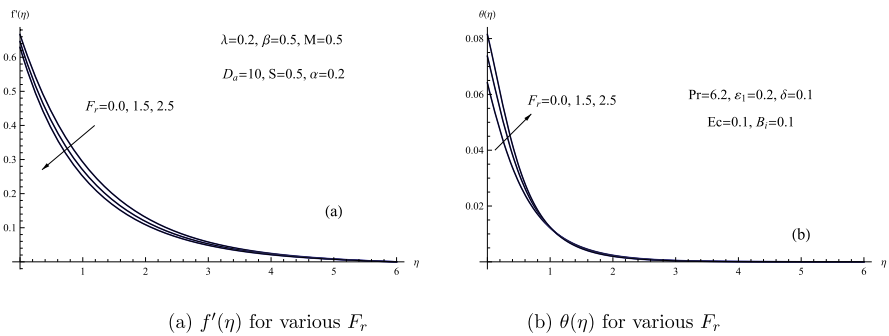 f'(η)
λ=0.2, β=0.5, M=0.5
D_a=10, S=0.5, α=0.2
F_r=0.0, 1.5, 2.5
0.6
0.5
0.4
0.3
0.2
0.1
(a)
1 2 3 4 5 6 η
θ(η)
0.08
0.06
0.04
0.02
F_r=0.0, 1.5, 2.5
Pr=6.2, ε_1=0.2, δ=0.1
Ec=0.1, B_i=0.1
(b)
1 2 3 4 5 6 η
(a) f′(η) for various F_r
(b) θ(η) for various F_r